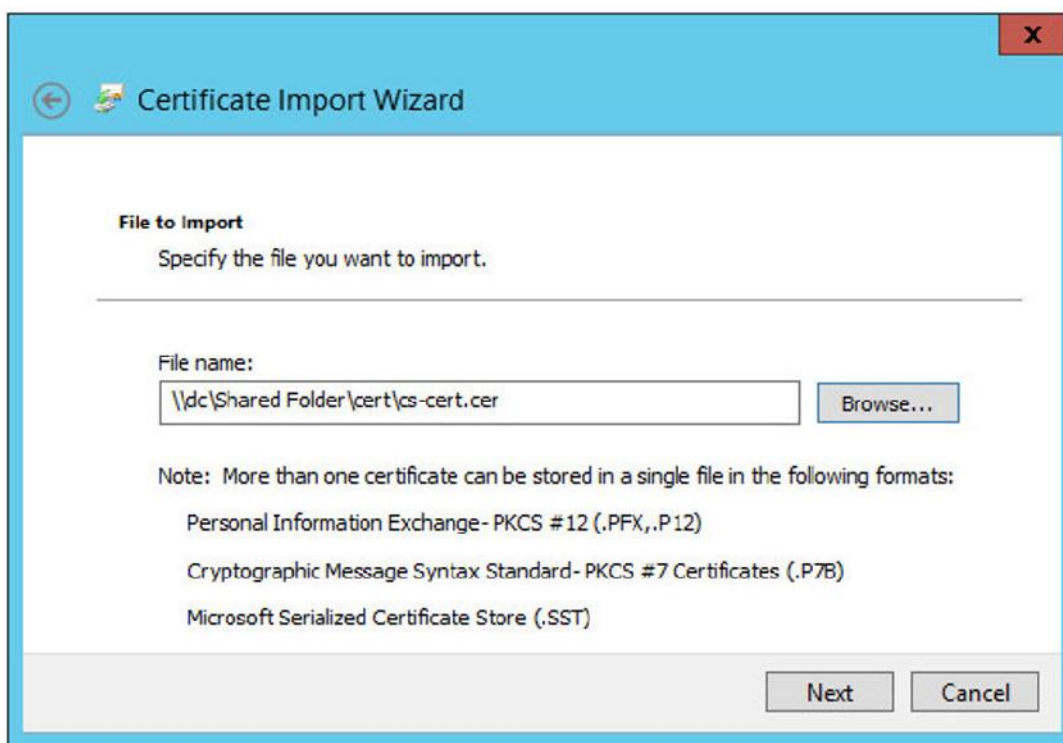 X
Certificate Import Wizard
File to Import
Specify the file you want to import.
File name:
\\dc\Shared Folder\cert\cs-cert.cer
Browse...
Note: More than one certificate can be stored in a single file in the following formats:
Personal Information Exchange- PKCS #12 (.PFX,.P12)
Cryptographic Message Syntax Standard- PKCS #7 Certificates (.P7B)
Microsoft Serialized Certificate Store (.SST)
Next
Cancel